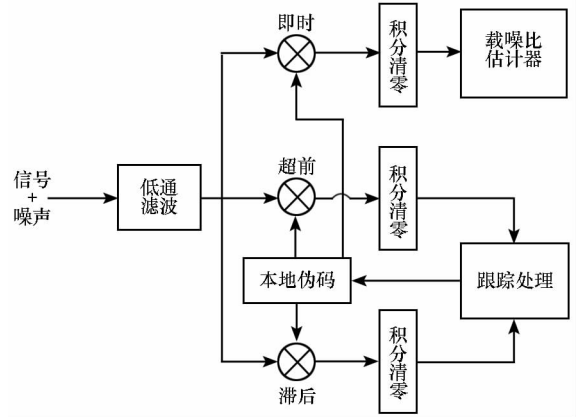 即时
积分清零
载噪比
估计器
信号
+
噪声
低通
滤波
超前
积分清零
本地伪码
跟踪处理
滞后
积分清零